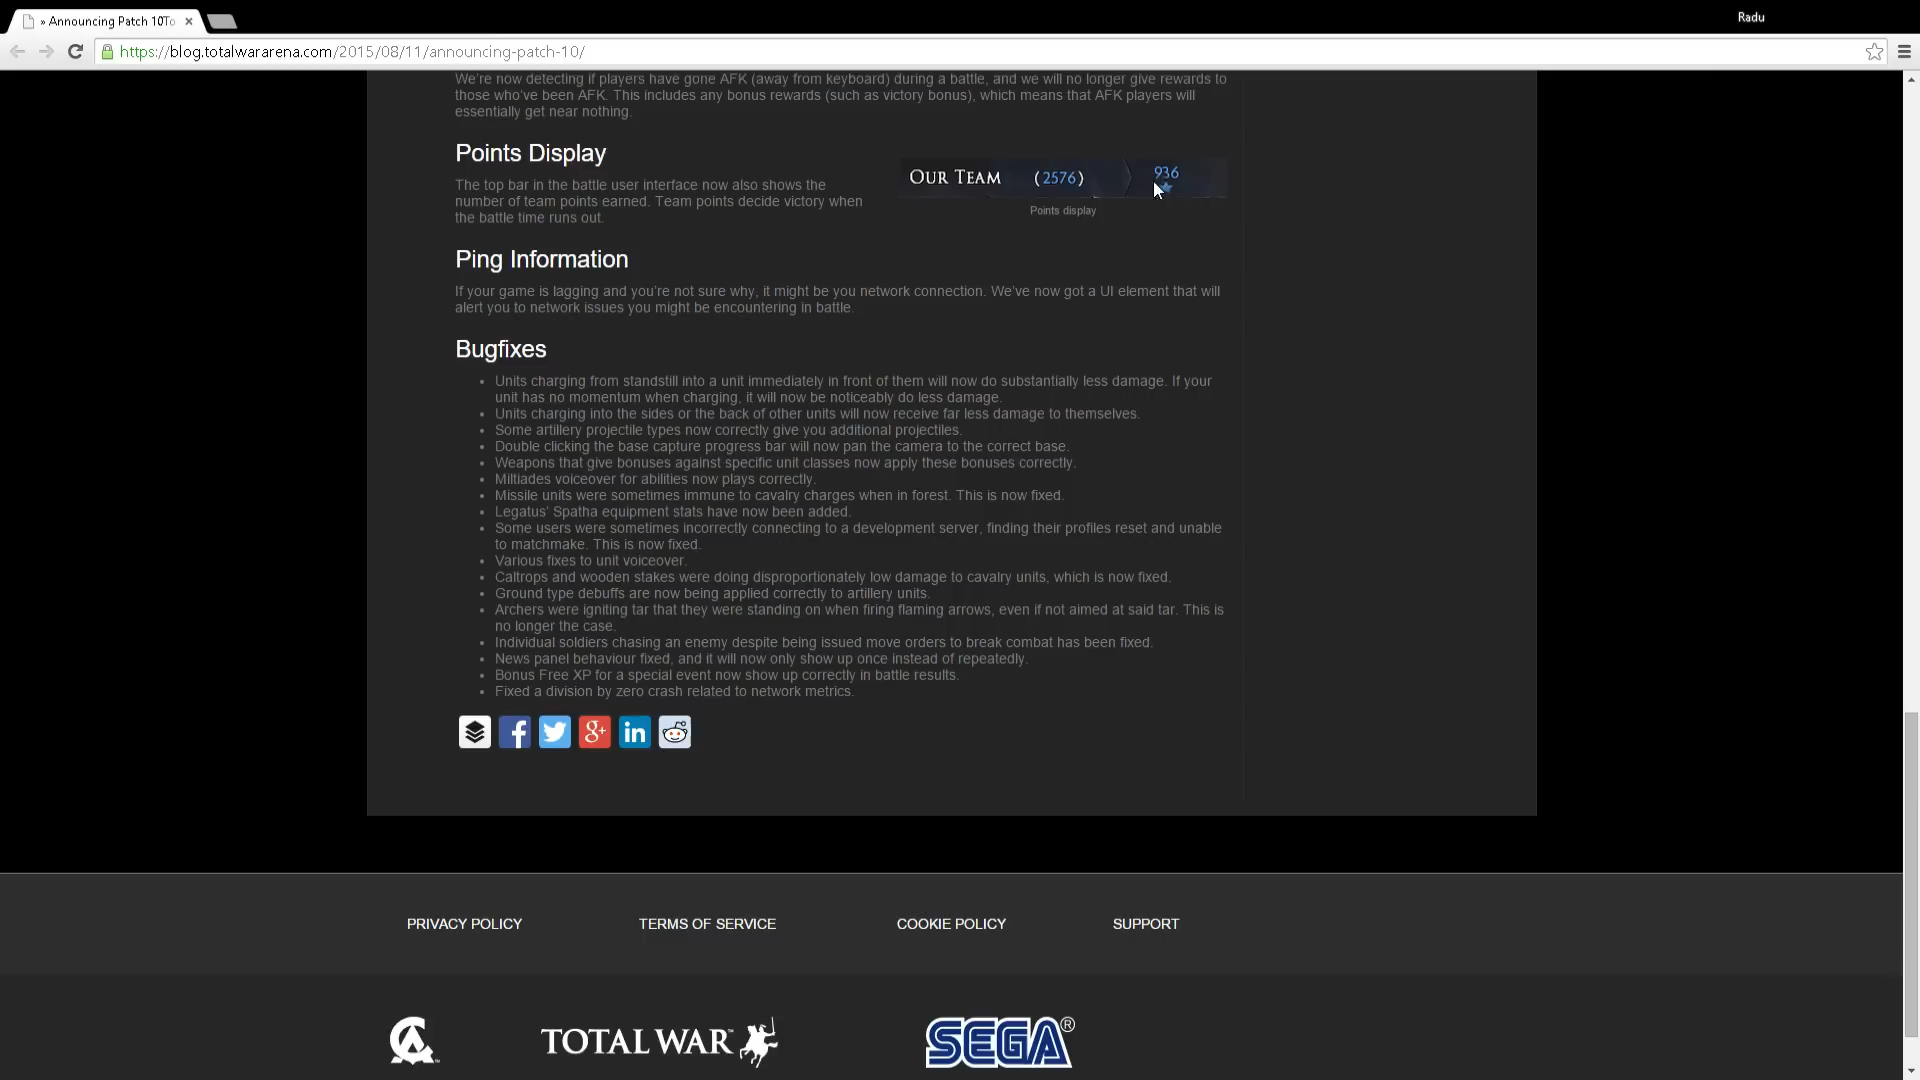 » Announcing Patch 10To
Radu
https://blog.totalwararena.com/2015/08/11/announcing-patch-10/
We're now detecting if players have gone AFK (away from keyboard) during a battle, and we will no longer give rewards to
those who've been AFK. This includes any bonus rewards (such as victory bonus), which means that AFK players will
essentially get near nothing.
Points Display
The top bar in the battle user interface now also shows the
number of team points earned. Team points decide victory when
the battle time runs out.
OUR TEAM (2576) 936
Points display
Ping Information
If your game is lagging and you're not sure why, it might be you network connection. We've now got a UI element that will
alert you to network issues you might be encountering in battle.
Bugfixes
• Units charging from standstill into a unit immediately in front of them will now do substantially less damage. If your
unit has no momentum when charging, it will now be noticeably do less damage.
• Units charging into the sides or the back of other units will now receive far less damage to themselves.
• Some artillery projectile types now correctly give you additional projectiles.
• Double clicking the base capture progress bar will now pan the camera to the correct base.
• Weapons that give bonuses against specific unit classes now apply these bonuses correctly.
• Miltiades voiceover for abilities now plays correctly.
• Missile units were sometimes immune to cavalry charges when in forest. This is now fixed.
• Legatus' Spatha equipment stats have now been added.
• Some users were sometimes incorrectly connecting to a development server, finding their profiles reset and unable
to matchmake. This is now fixed.
• Various fixes to unit voiceover.
• Caltrops and wooden stakes were doing disproportionately low damage to cavalry units, which is now fixed.
• Ground type debuffs are now being applied correctly to artillery units.
• Archers were igniting tar that they were standing on when firing flaming arrows, even if not aimed at said tar. This is
no longer the case.
• Individual soldiers chasing an enemy despite being issued move orders to break combat has been fixed.
• News panel behaviour fixed, and it will now only show up once instead of repeatedly.
• Bonus Free XP for a special event now show up correctly in battle results.
• Fixed a division by zero crash related to network metrics.
f g+ in
PRIVACY POLICY TERMS OF SERVICE COOKIE POLICY SUPPORT
CA™ TOTAL WAR™ SEGA®